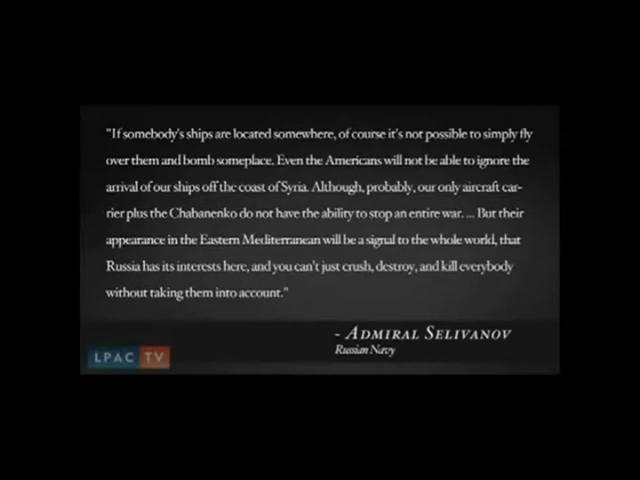 "If somebody's ships are located somewhere, of course it's not possible to simply fly
over them and bomb someplace. Even the Americans will not be able to ignore the
arrival of our ships off the coast of Syria. Although, probably, our only aircraft car-
rier plus the Chabanenko do not have the ability to stop an entire war. ... But their
appearance in the Eastern Mediterranean will be a signal to the whole world, that
Russia has its interests here, and you can't just crush, destroy, and kill everybody
without taking them into account."
- ADMIRAL SELIVANOV
Russian Navy
LPAC TV